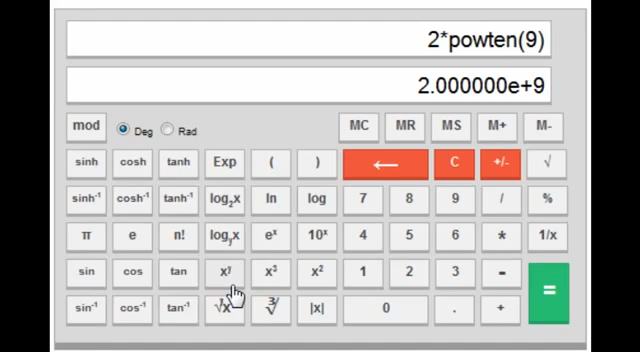 2*powten(9)
2.000000e+9
mod Deg Rad MC MR MS M+ M-
sinh cosh tanh Exp ( ) ← C +/- √
sinh⁻¹ cosh⁻¹ tanh⁻¹ log₂x ln log 7 8 9 / %
π e n! logᵧx eˣ 10ˣ 4 5 6 * 1/x
sin cos tan xʸ x³ x² 1 2 3 - =
sin⁻¹ cos⁻¹ tan⁻¹ ʸ√x ³√ |x| 0 . +